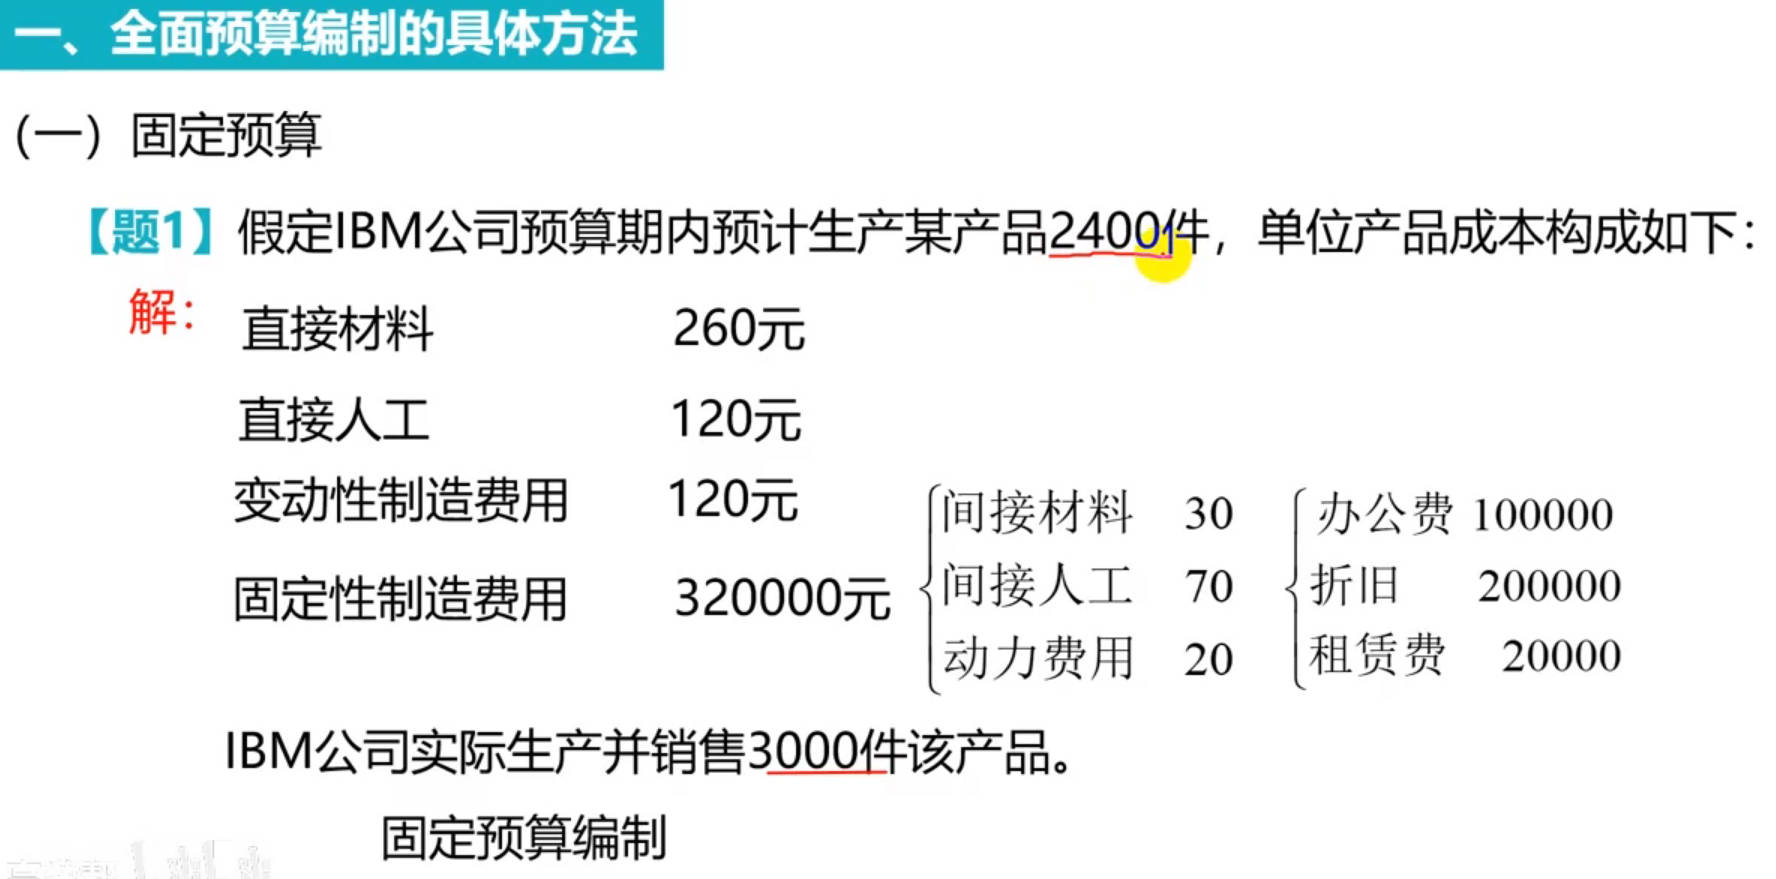 一、全面预算编制的具体方法
(一)固定预算
【题1】假定IBM公司预算期内预计生产某产品2400件，单位产品成本构成如下：
解：
直接材料 260元
直接人工 120元
变动性制造费用 120元
固定性制造费用 320000元
间接材料 30
间接人工 70
动力费用 20
办公费 100000
折旧 200000
租赁费 20000
IBM公司实际生产并销售3000件该产品。
固定预算编制